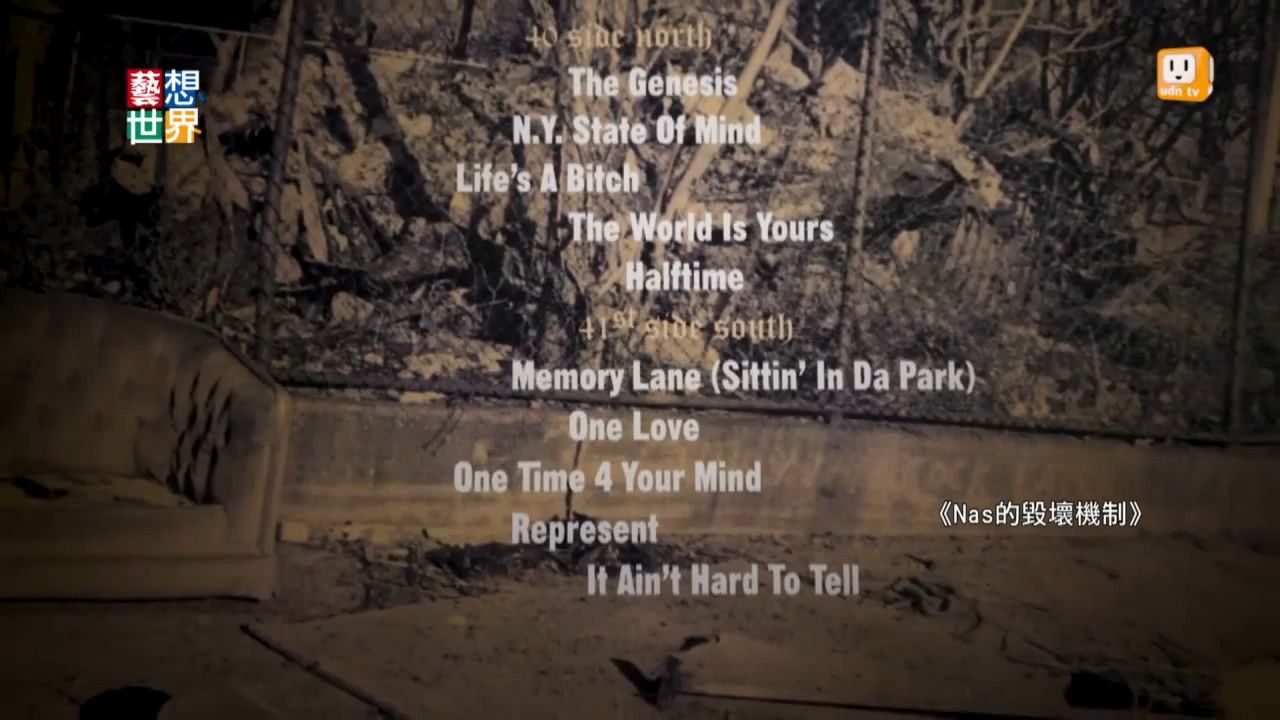 40 side north
藝想
世界
udn tv
The Genesis
N.Y. State Of Mind
Life's A Bitch
The World Is Yours
Halftime
41st side south
Memory Lane (Sittin' In Da Park)
One Love
One Time 4 Your Mind
Represent
《Nas的毀壞機制》
It Ain't Hard To Tell